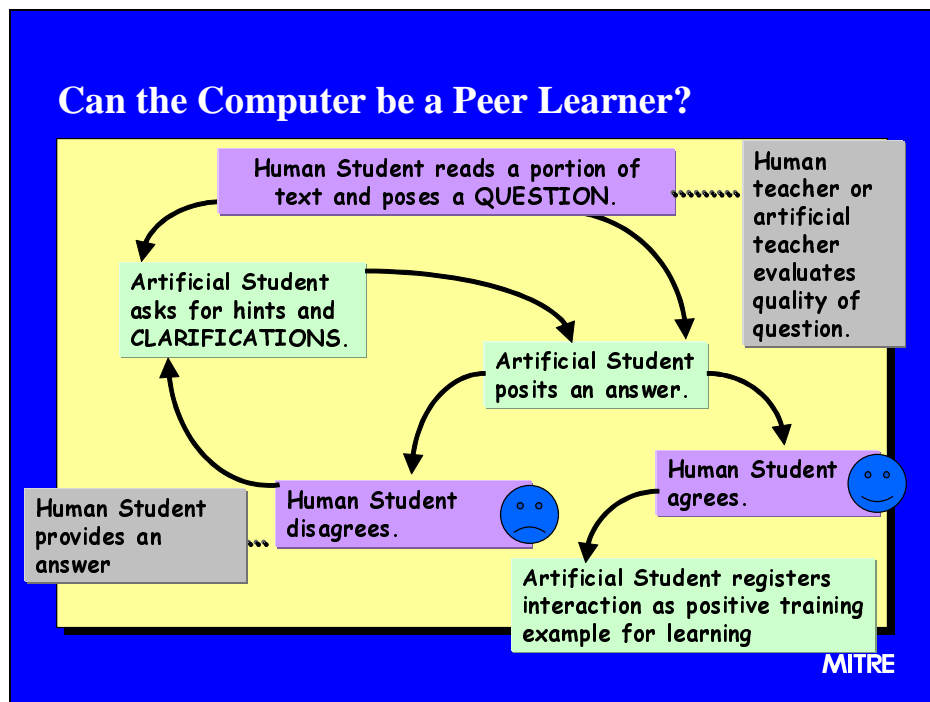 Can the Computer be a Peer Learner?
Human Student reads a portion of
text and poses a QUESTION.
Human
teacher or
artificial
teacher
evaluates
quality of
question.
Artificial Student
asks for hints and
CLARIFICATIONS.
Artificial Student
posits an answer.
Human Student
agrees.
Human Student
disagrees.
Human Student
provides an
answer
Artificial Student registers
interaction as positive training
example for learning
MITRE